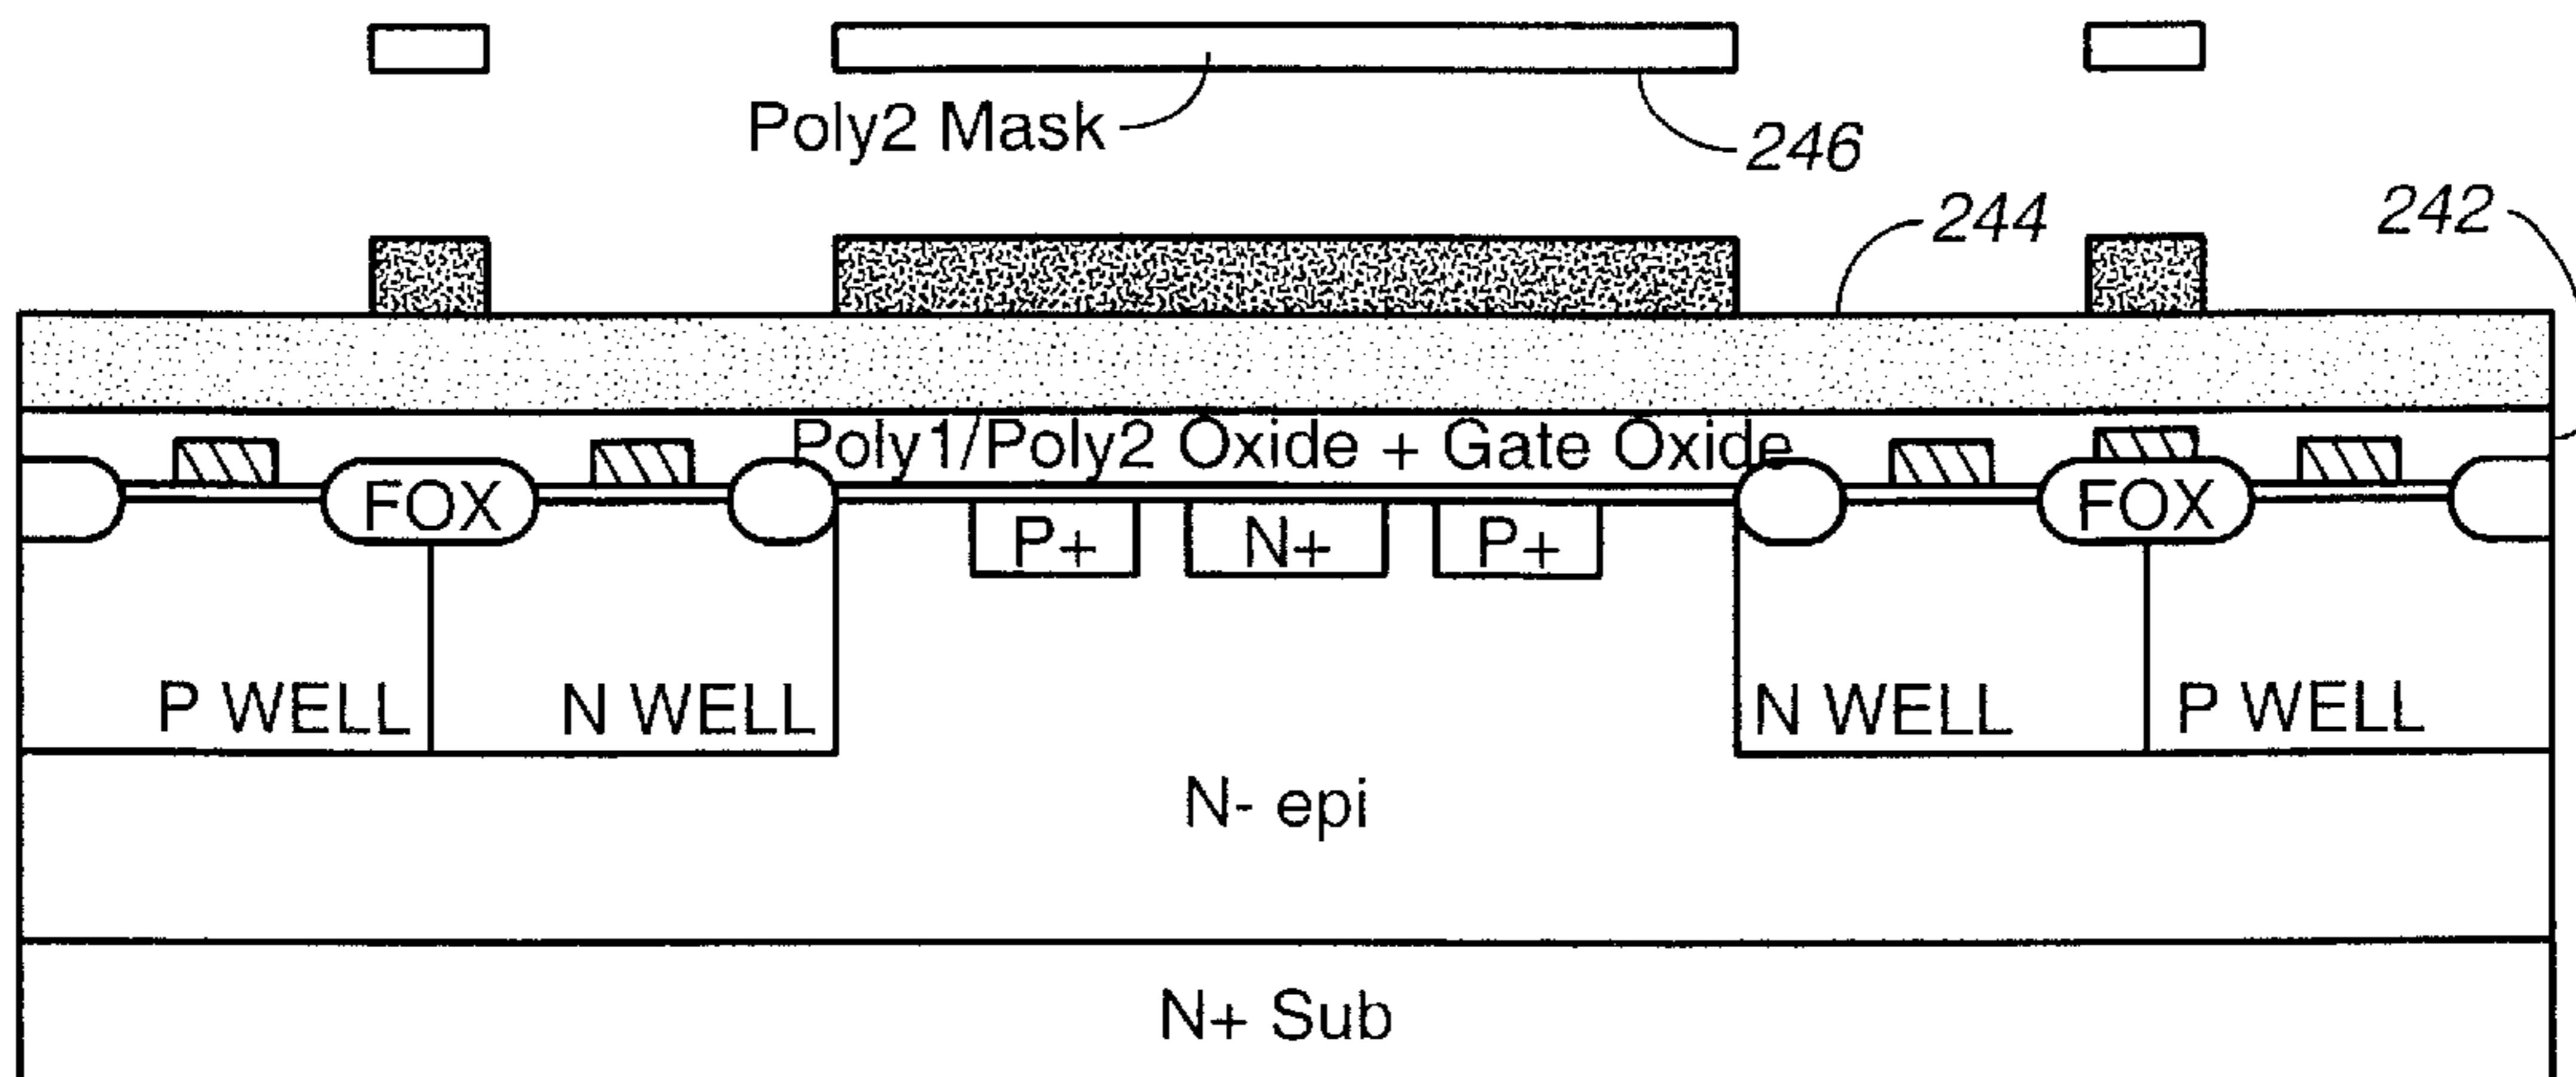 Poly2 Mask
246
244
242
Poly1/Poly2 Oxide + Gate Oxide
FOX
FOX
P+
N+
P+
P WELL
N WELL
N WELL
P WELL
N- epi
N+ Sub